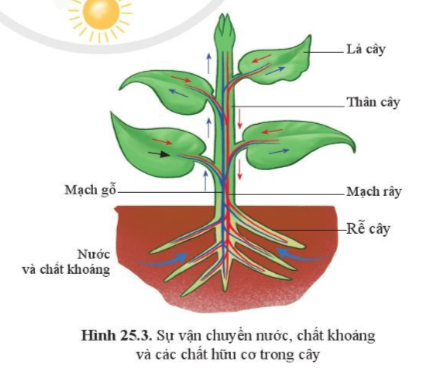 Lá cây
Thân cây
Mạch gỗ
Mạch rây
Rễ cây
Nước
và chất khoáng
Hình 25.3. Sự vận chuyển nước, chất khoáng
và các chất hữu cơ trong cây